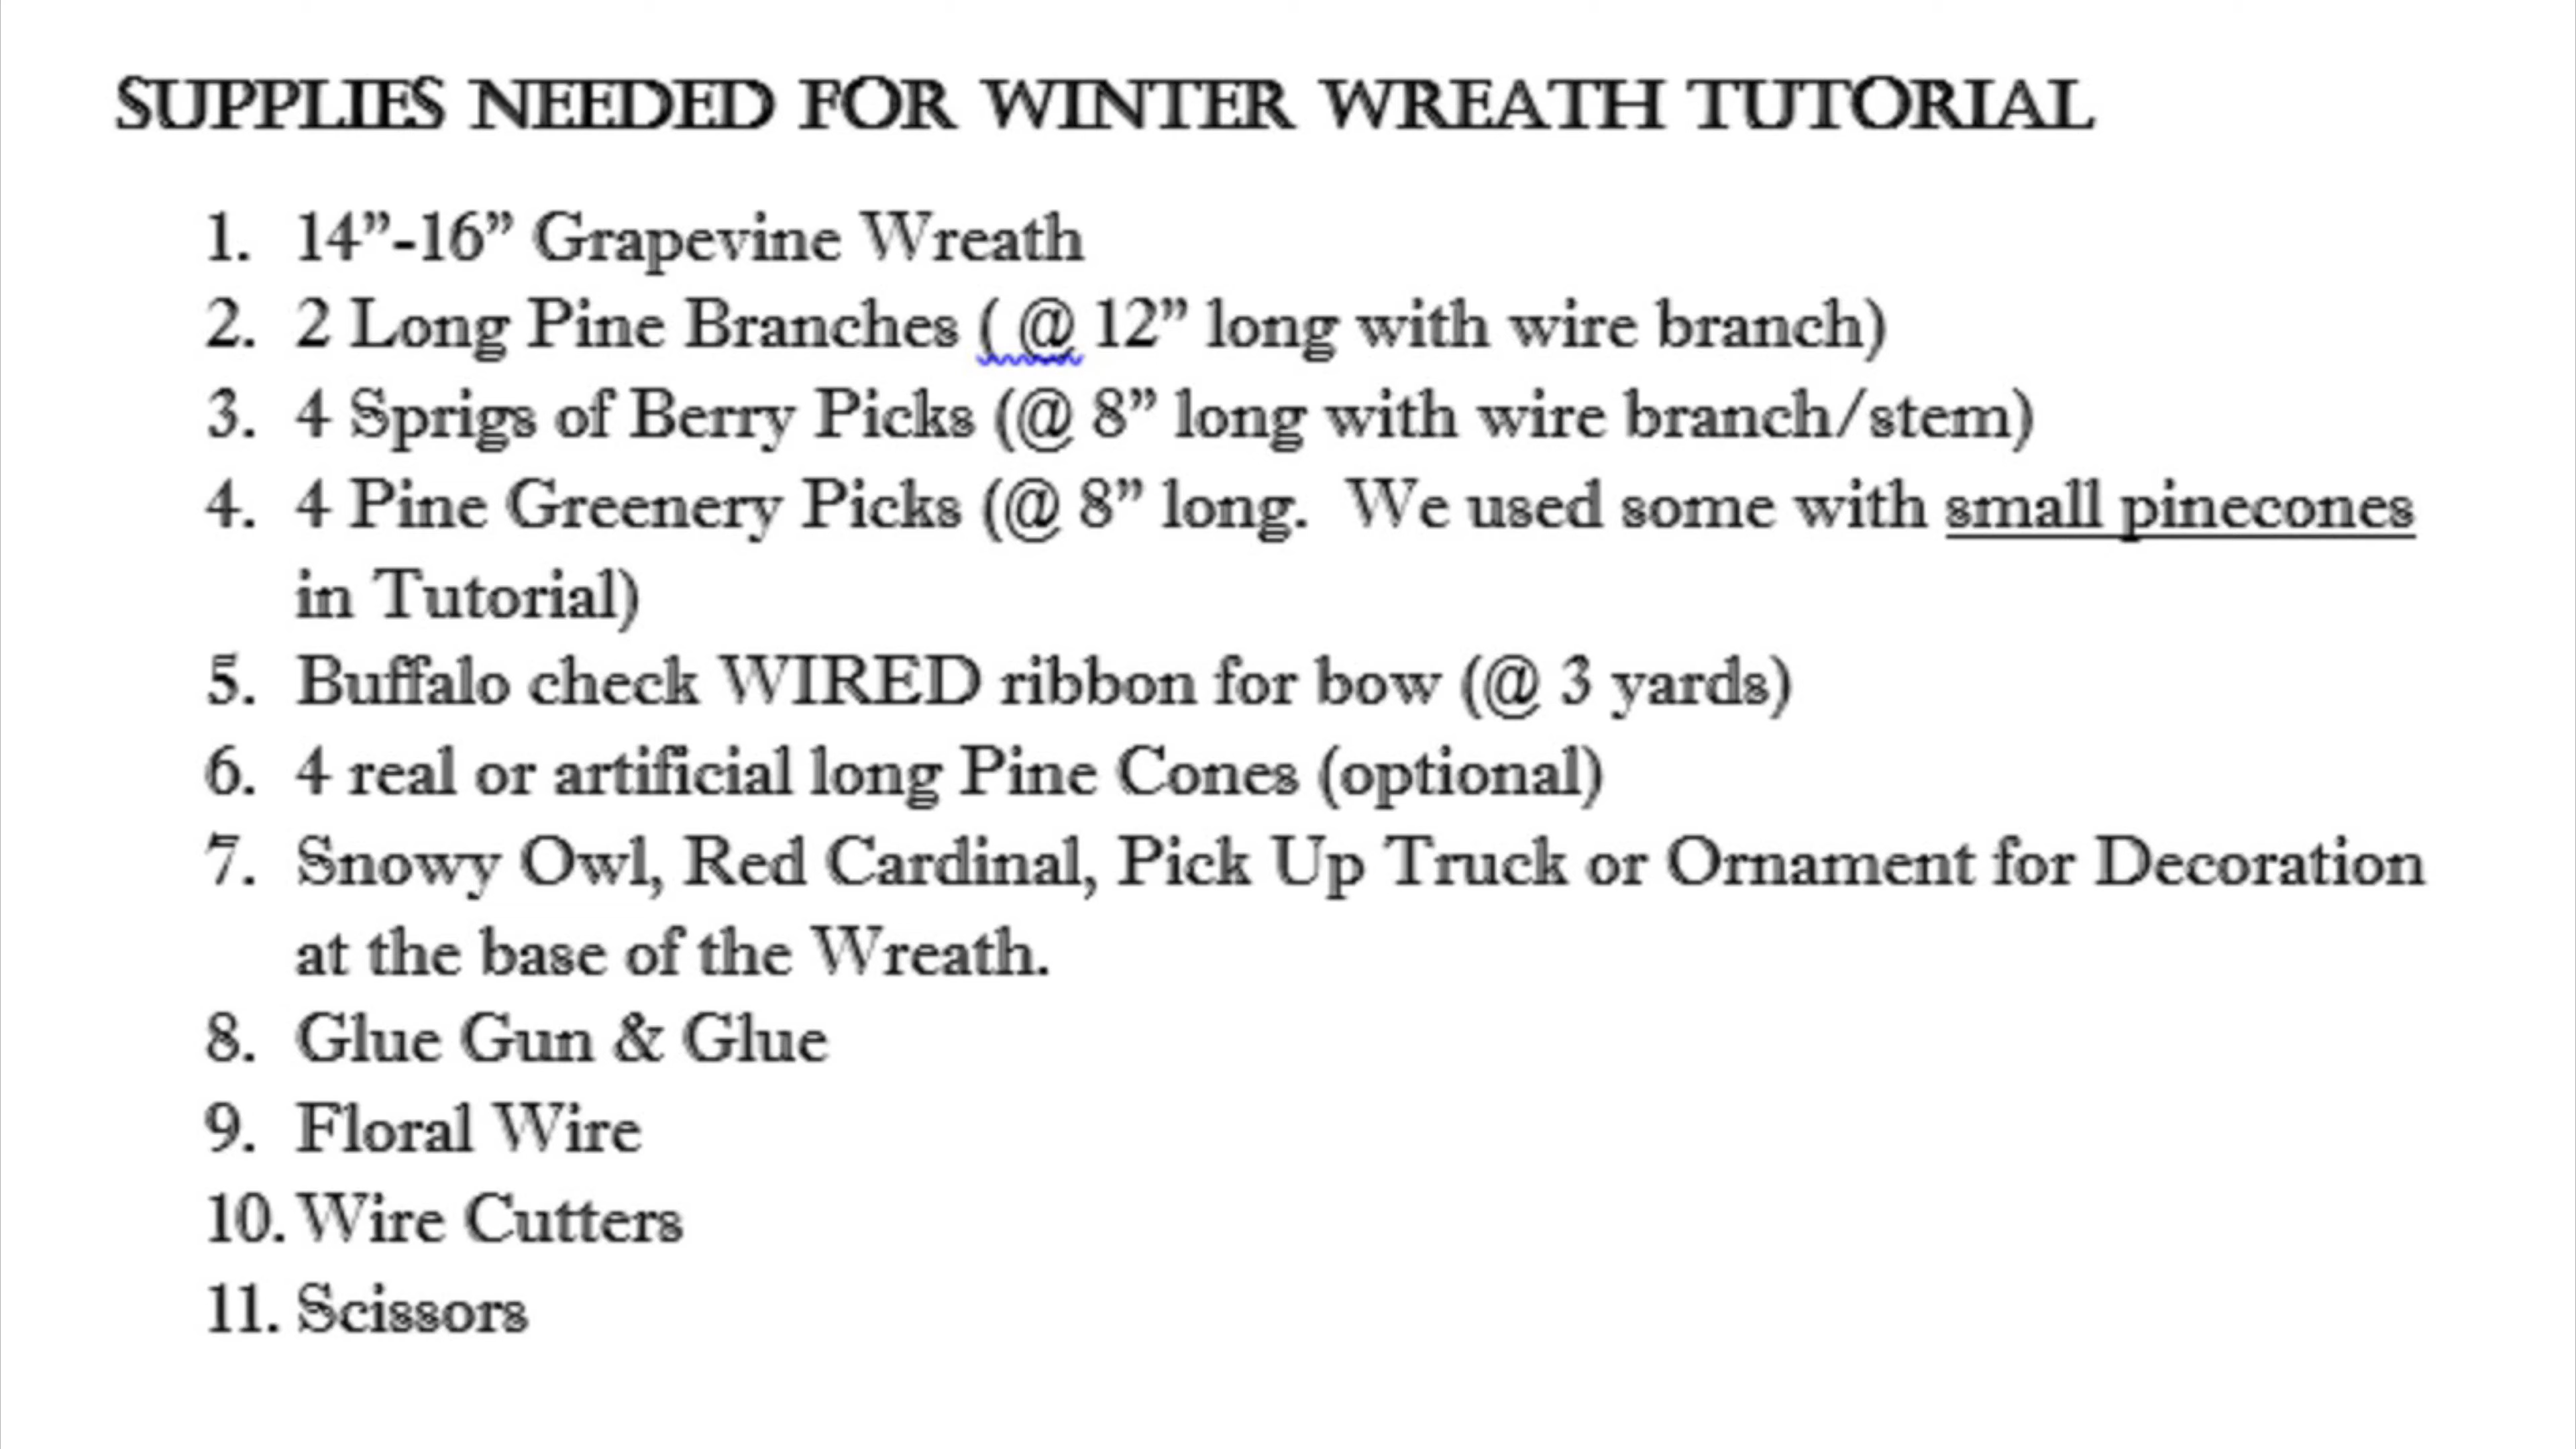 SUPPLIES NEEDED FOR WINTER WREATH TUTORIAL
1. 14”-16” Grapevine Wreath
2. 2 Long Pine Branches ( @ 12” long with wire branch)
3. 4 Sprigs of Berry Picks (@ 8” long with wire branch/stem)
4. 4 Pine Greenery Picks (@ 8” long.  We used some with small pinecones
in Tutorial)
5. Buffalo check WIRED ribbon for bow (@ 3 yards)
6. 4 real or artificial long Pine Cones (optional)
7. Snowy Owl, Red Cardinal, Pick Up Truck or Ornament for Decoration
at the base of the Wreath.
8. Glue Gun & Glue
9. Floral Wire
10. Wire Cutters
11. Scissors